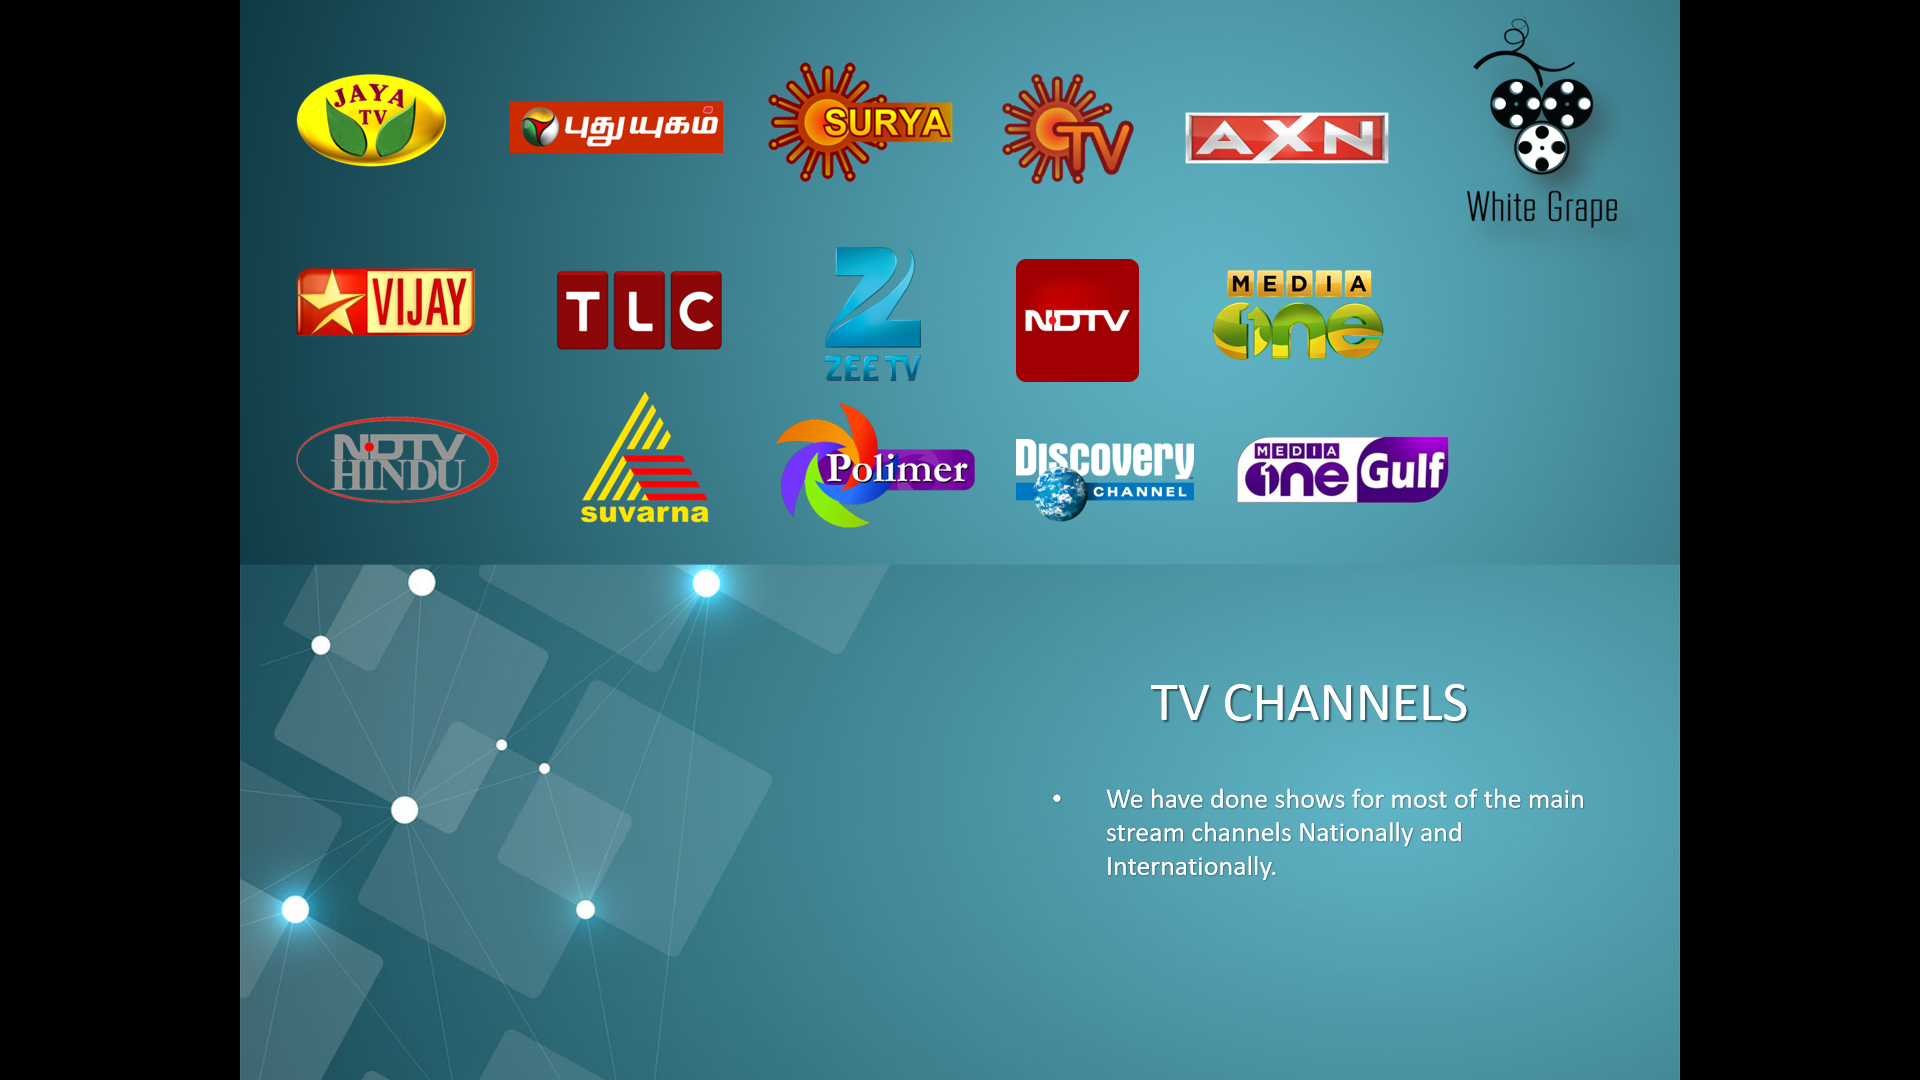 JAYA
TV
புதுயுகம்
SURYA
TV
AXN
White Grape
VIJAY
TLC
ZEE TV
NDTV
MEDIA
one
NDTV
HINDU
suvarna
Polimer
Discovery
CHANNEL
MEDIA
one Gulf
TV CHANNELS
• We have done shows for most of the main
stream channels Nationally and
Internationally.